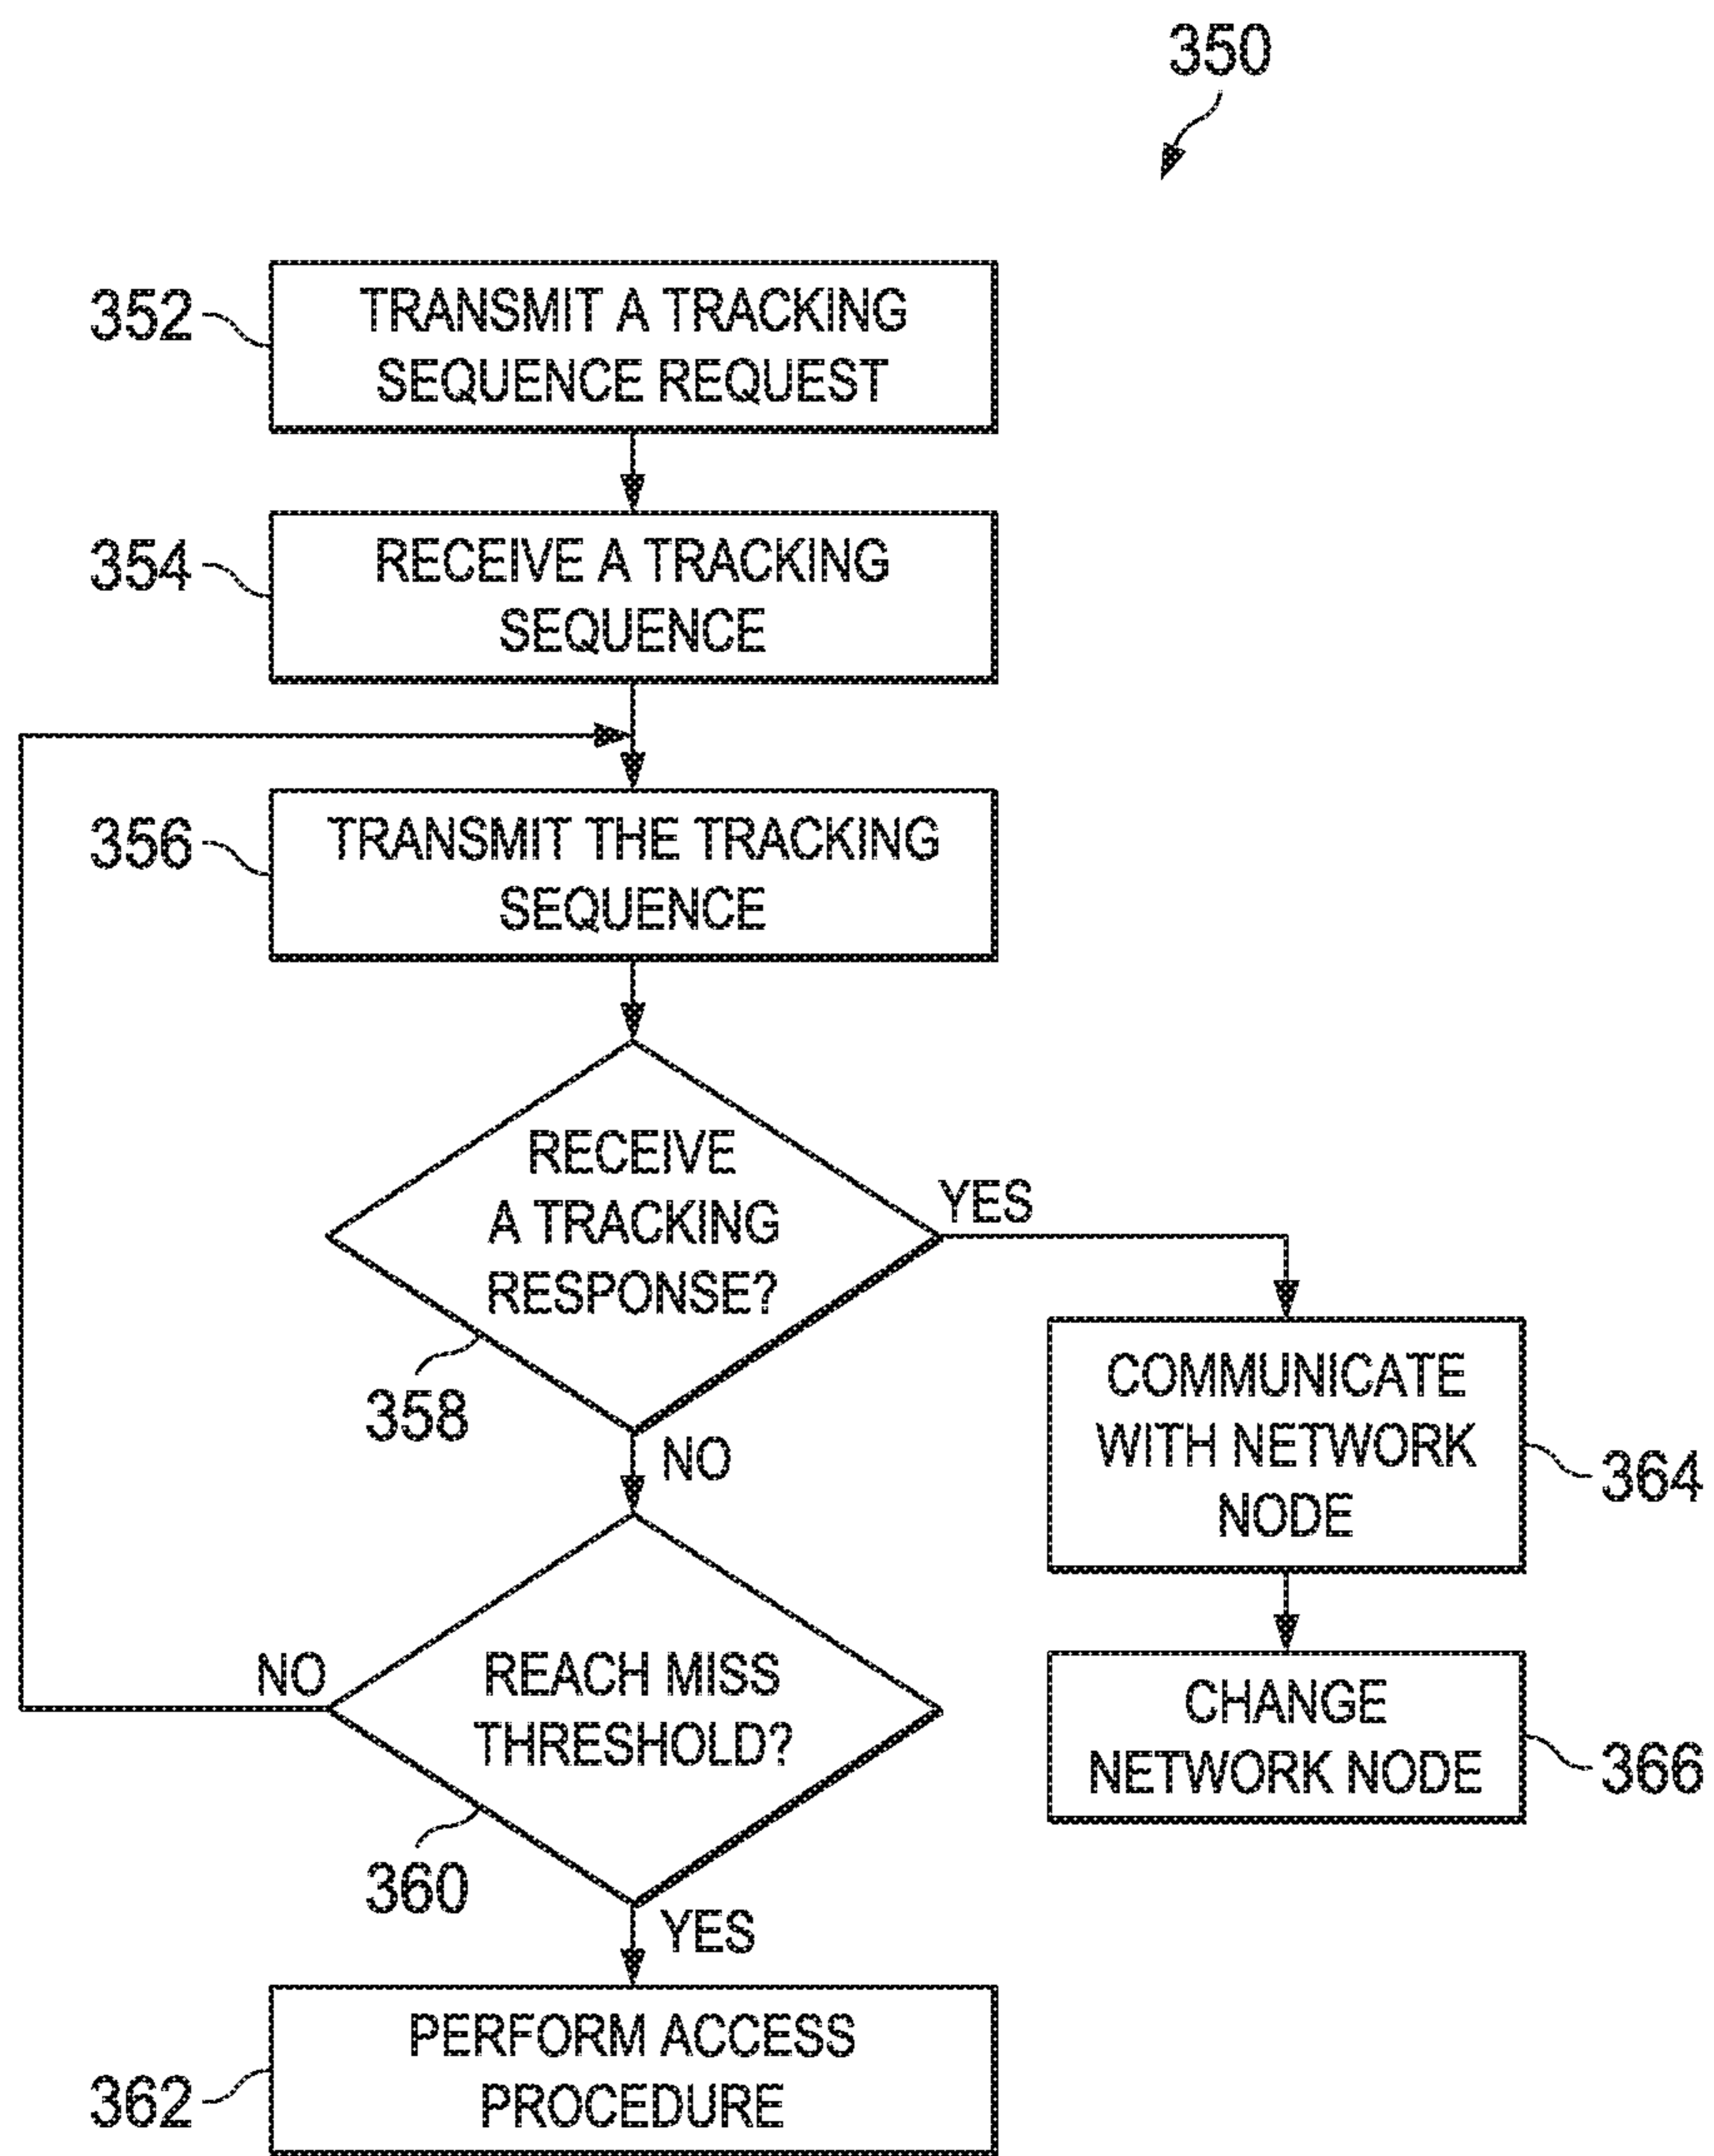 350
352
TRANSMIT A TRACKING
SEQUENCE REQUEST
354
RECEIVE A TRACKING
SEQUENCE
356
TRANSMIT THE TRACKING
SEQUENCE
RECEIVE
A TRACKING
RESPONSE?
YES
358
NO
COMMUNICATE
WITH NETWORK
NODE
364
NO
REACH MISS
THRESHOLD?
CHANGE
NETWORK NODE
366
360
YES
362
PERFORM ACCESS
PROCEDURE